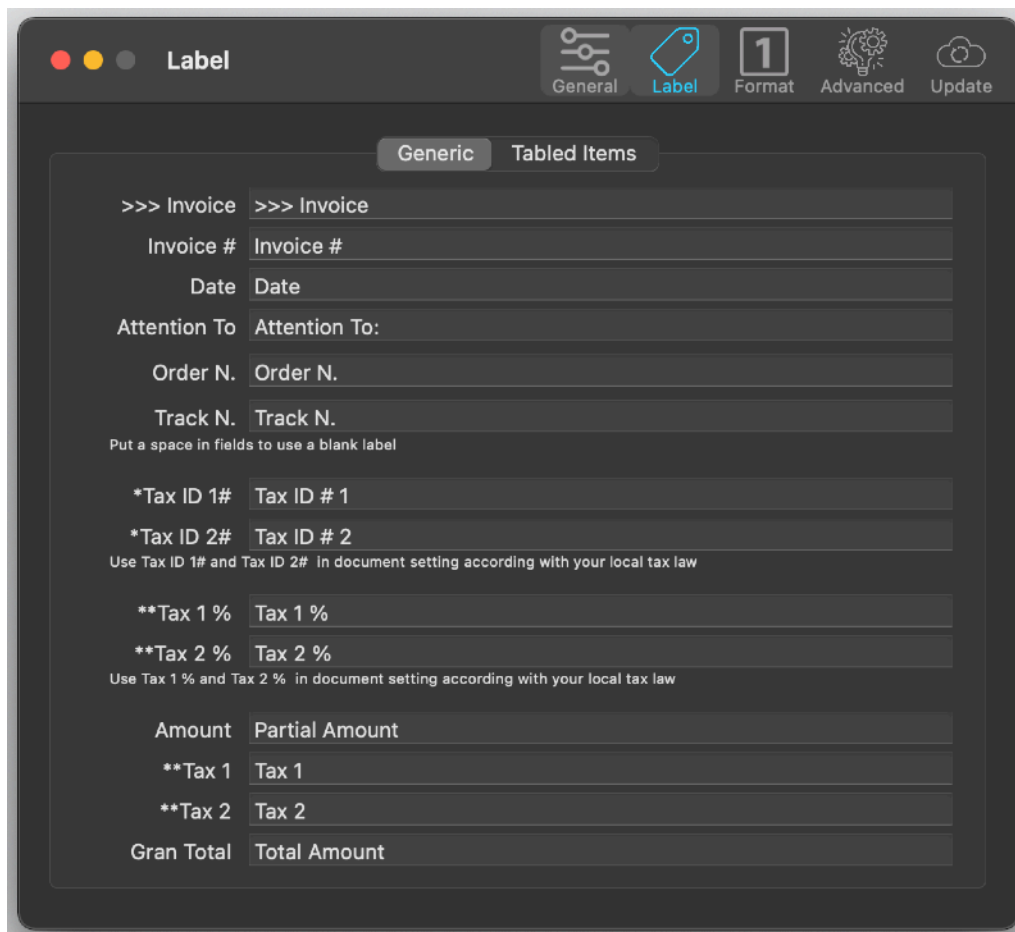 Label
General Label Format Advanced Update
1
Generic Tabled Items
>>> Invoice >>> Invoice
Invoice # Invoice #
Date Date
Attention To Attention To:
Order N. Order N.
Track N. Track N.
Put a space in fields to use a blank label
*Tax ID 1# Tax ID # 1
*Tax ID 2# Tax ID # 2
Use Tax ID 1# and Tax ID 2#  in document setting according with your local tax law
**Tax 1 % Tax 1 %
**Tax 2 % Tax 2 %
Use Tax 1 % and Tax 2 %  in document setting according with your local tax law
Amount Partial Amount
**Tax 1 Tax 1
**Tax 2 Tax 2
Gran Total Total Amount